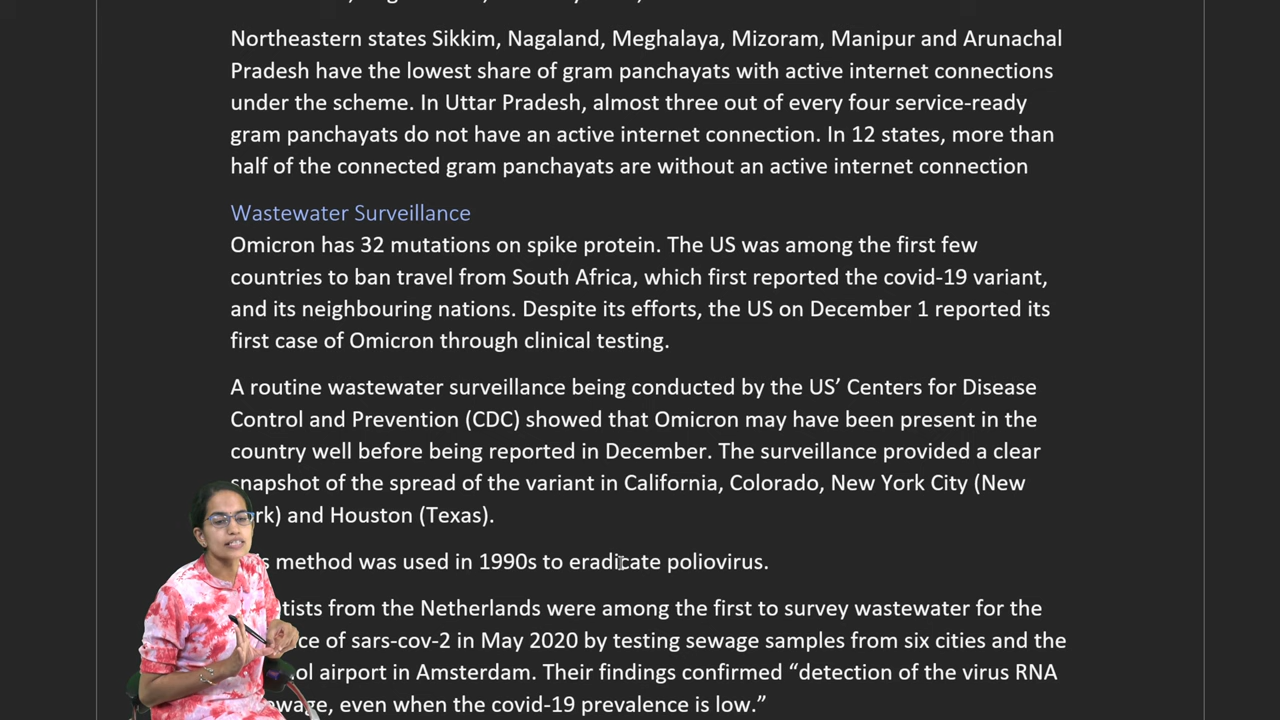 Northeastern states Sikkim, Nagaland, Meghalaya, Mizoram, Manipur and Arunachal
Pradesh have the lowest share of gram panchayats with active internet connections
under the scheme. In Uttar Pradesh, almost three out of every four service-ready
gram panchayats do not have an active internet connection. In 12 states, more than
half of the connected gram panchayats are without an active internet connection
Wastewater Surveillance
Omicron has 32 mutations on spike protein. The US was among the first few
countries to ban travel from South Africa, which first reported the covid-19 variant,
and its neighbouring nations. Despite its efforts, the US on December 1 reported its
first case of Omicron through clinical testing.
A routine wastewater surveillance being conducted by the US’ Centers for Disease
Control and Prevention (CDC) showed that Omicron may have been present in the
country well before being reported in December. The surveillance provided a clear
snapshot of the spread of the variant in California, Colorado, New York City (New
rk) and Houston (Texas).
s method was used in 1990s to eradicate poliovirus.
tists from the Netherlands were among the first to survey wastewater for the
ce of sars-cov-2 in May 2020 by testing sewage samples from six cities and the
ol airport in Amsterdam. Their findings confirmed “detection of the virus RNA
wage, even when the covid-19 prevalence is low.”